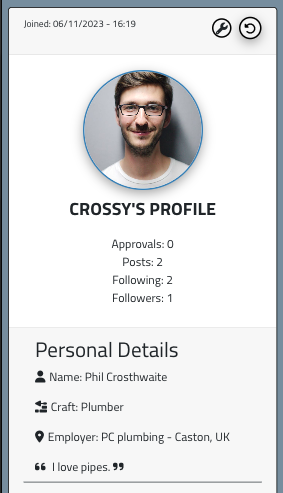 Joined: 06/11/2023 - 16:19
CROSSY'S PROFILE
Approvals: 0
Posts: 2
Following: 2
Followers: 1
Personal Details
Name: Phil Crosthwaite
Craft: Plumber
Employer: PC plumbing - Caston, UK
❝ I love pipes. ❞